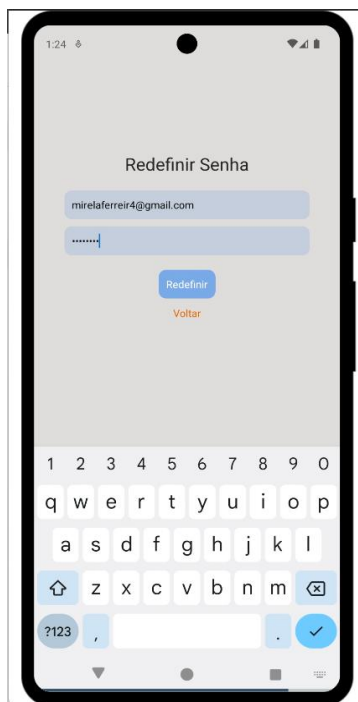 1:24
Redefinir Senha
mirelaferreir4@gmail.com
••••••••
Redefinir
Voltar
1 2 3 4 5 6 7 8 9 0
q w e r t y u i o p
a s d f g h j k l
z x c v b n m
?123 , .